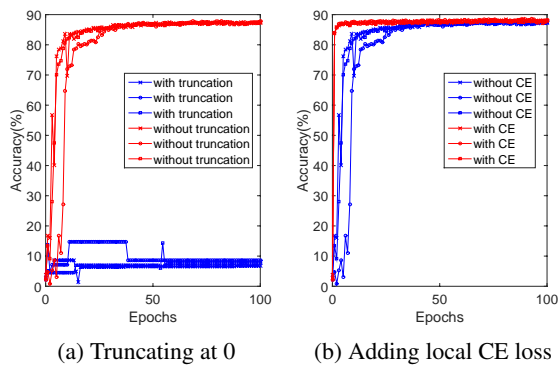 90
80
70
60
50
40
30
20
10
0
Accuracy(%)
with truncation
with truncation
with truncation
without truncation
without truncation
without truncation
0
50
100
Epochs
(a) Truncating at 0
90
80
70
60
50
40
30
20
10
0
Accuracy(%)
without CE
without CE
without CE
with CE
with CE
with CE
0
50
100
Epochs
(b) Adding local CE loss